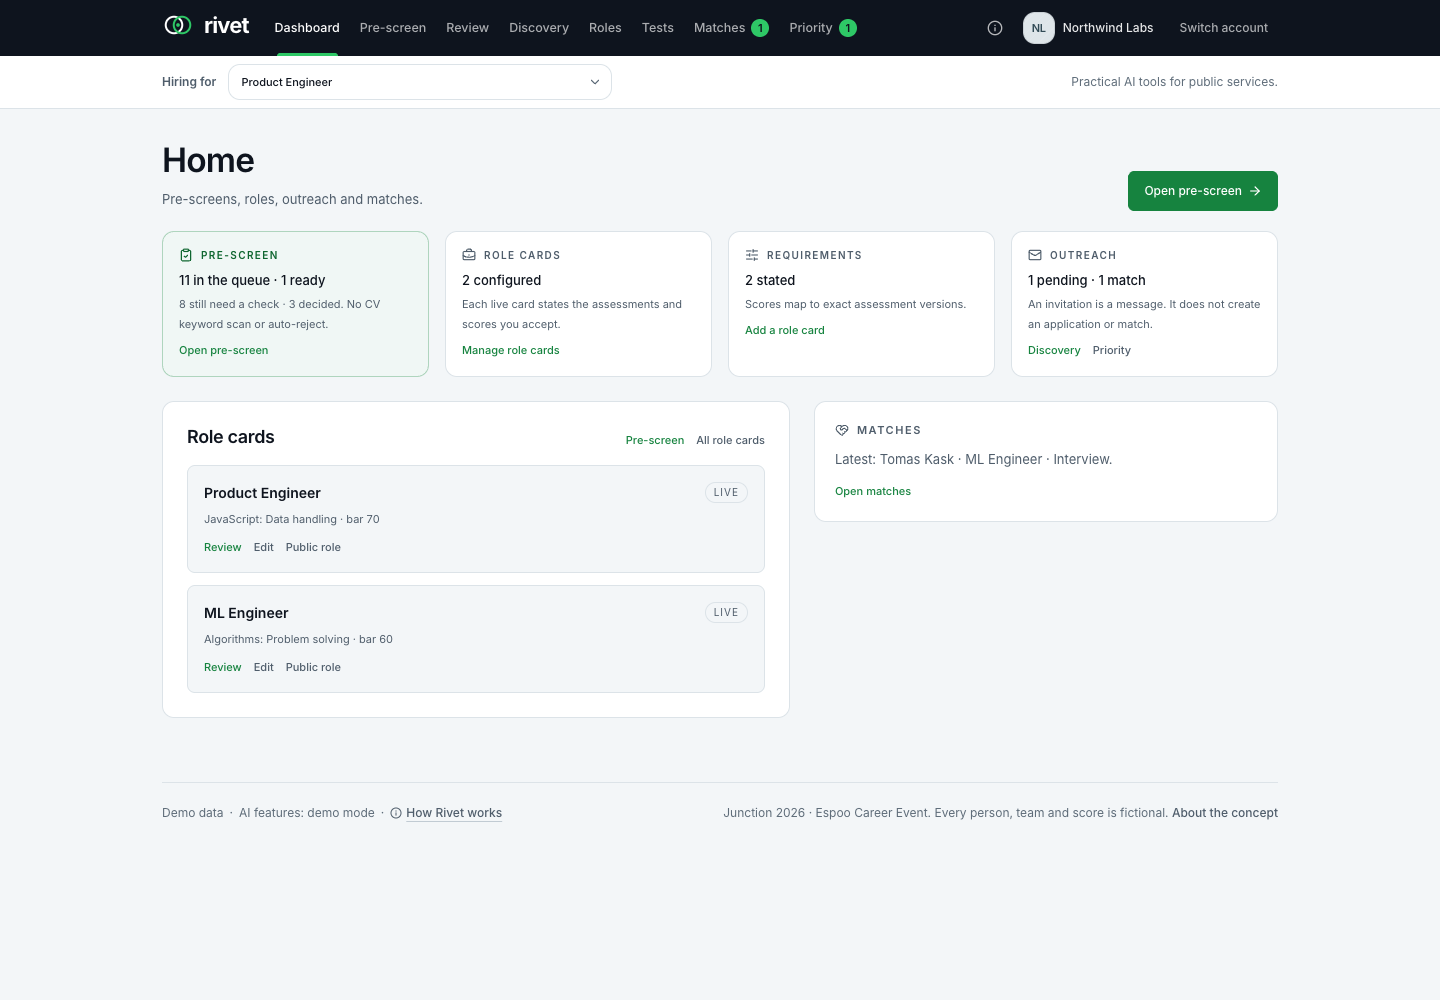 rivet
Dashboard
Pre-screen
Review
Discovery
Roles
Tests
Matches 1
Priority 1
NL
Northwind Labs
Switch account
Hiring for
Product Engineer
Practical AI tools for public services.
Home
Pre-screens, roles, outreach and matches.
Open pre-screen
PRE-SCREEN
11 in the queue · 1 ready
8 still need a check · 3 decided. No CV
keyword scan or auto-reject.
Open pre-screen
ROLE CARDS
2 configured
Each live card states the assessments and
scores you accept.
Manage role cards
REQUIREMENTS
2 stated
Scores map to exact assessment versions.
Add a role card
OUTREACH
1 pending · 1 match
An invitation is a message. It does not create
an application or match.
Discovery Priority
Role cards
Pre-screen All role cards
Product Engineer
LIVE
JavaScript: Data handling · bar 70
Review Edit Public role
ML Engineer
LIVE
Algorithms: Problem solving · bar 60
Review Edit Public role
MATCHES
Latest: Tomas Kask · ML Engineer · Interview.
Open matches
Demo data · AI features: demo mode · How Rivet works
Junction 2026 · Espoo Career Event. Every person, team and score is fictional. About the concept